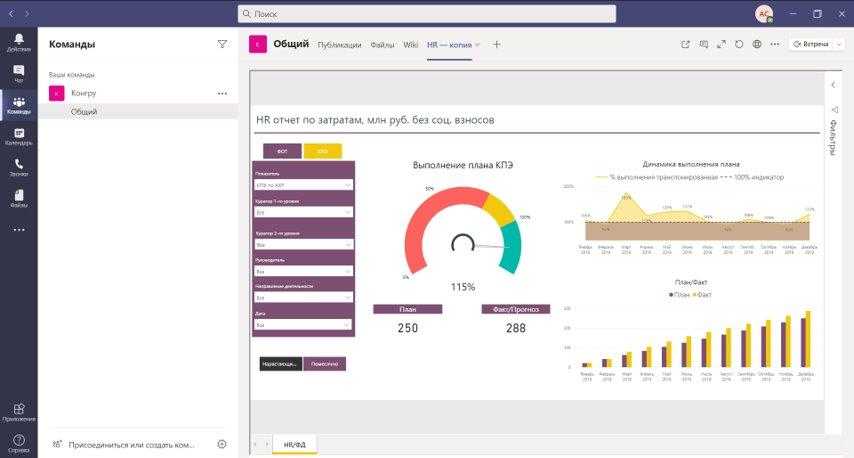 Поиск
АС
Действия
Чат
Команды
Календарь
Звонки
Файлы
Приложения
Справка
Команды
Ваши команды
К Конгру
Общий
Присоединиться или создать ком...
К Общий Публикации Файлы Wiki HR — копия
Встреча
Фильтры
HR отчет по затратам, млн руб. без соц. взносов
ФОТ КПЭ
Показатель
КПЭ по АХР
Куратор 1-го уровня
Все
Куратор 2-го уровня
Все
Руководитель
Все
Направление деятельности
Все
Дата
Все
Нарастающи... Помесячно
Выполнение плана КПЭ
0%
50%
100%
115%
План Факт/Прогноз
250 288
Динамика выполнения плана
% выполнения транспонированная 100% индикатор
200%
100%
Январь 2019 Февраль 2019 Март 2019 Апрель 2019 Май 2019 Июнь 2019 Июль 2019 Август 2019 Сентяб. 2019 Октябрь 2019 Ноябрь 2019 Декабрь 2019
План/Факт
План Факт
300
200
100
0
Январь 2019 Февраль 2019 Март 2019 Апрель 2019 Май 2019 Июнь 2019 Июль 2019 Август 2019 Сентябрь 2019 Октябрь 2019 Ноябрь 2019 Декабрь 2019
HR/ФД